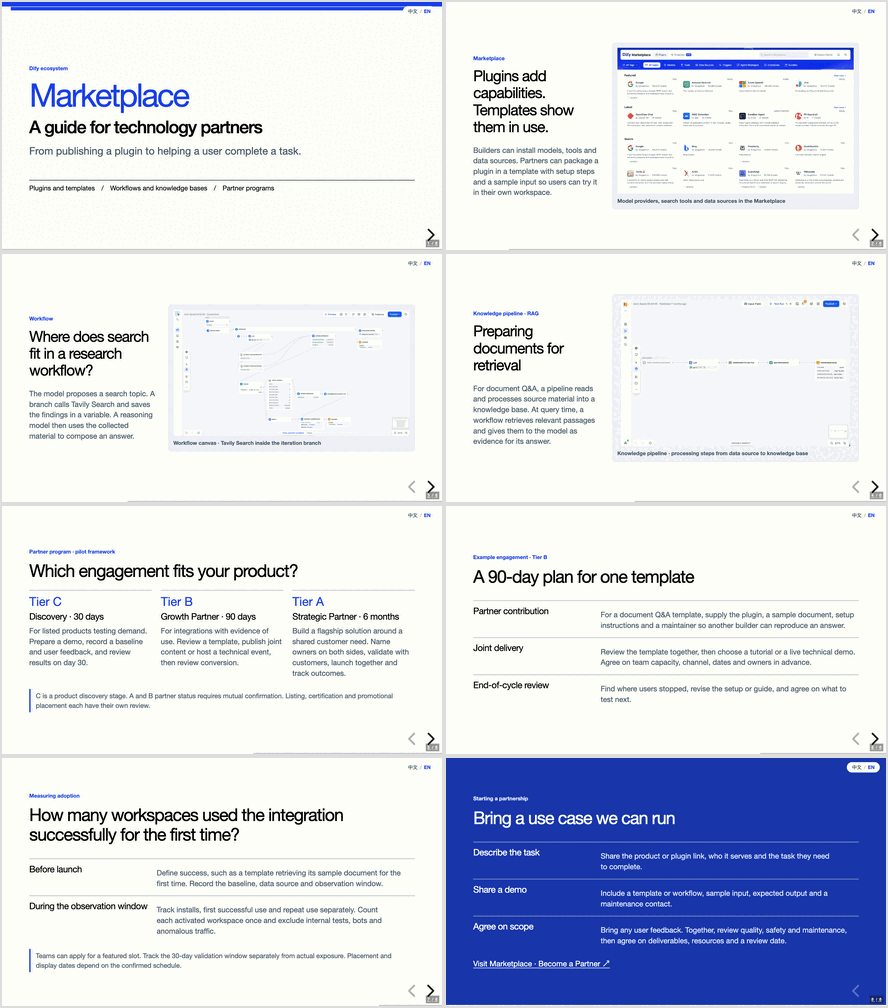 中文 / EN
Dify ecosystem
Marketplace
A guide for technology partners
From publishing a plugin to helping a user complete a task.
Plugins and templates / Workflows and knowledge bases / Partner programs
中文 / EN
Marketplace
Plugins add
capabilities.
Templates show
them in use.
Builders can install models, tools and
data sources. Partners can package a
plugin in a template with setup steps
and a sample input so users can try it
in their own workspace.
Dify Marketplace
Model providers, search tools and data sources in the Marketplace
中文 / EN
Workflow
Where does search
fit in a research
workflow?
The model proposes a search topic. A
branch calls Tavily Search and saves
the findings in a variable. A reasoning
model then uses the collected
material to compose an answer.
Workflow canvas · Tavily Search inside the iteration branch
中文 / EN
Knowledge pipeline · RAG
Preparing
documents for
retrieval
For document Q&A, a pipeline reads
and processes source material into a
knowledge base. At query time, a
workflow retrieves relevant passages
and gives them to the model as
evidence for its answer.
Knowledge pipeline · processing steps from data source to knowledge base
中文 / EN
Partner program · pilot framework
Which engagement fits your product?
Tier C
Discovery · 30 days
For listed products testing demand.
Prepare a demo, record a baseline
and user feedback, and review
results on day 30.
Tier B
Growth Partner · 90 days
For integrations with evidence of
use. Review a template, publish joint
content or host a technical event,
then review conversion.
Tier A
Strategic Partner · 6 months
Build a flagship solution around a
shared customer need. Name
owners on both sides, validate with
customers, launch together and
track outcomes.
C is a product discovery stage. A and B partner status requires mutual confirmation. Listing, certification and promotional
placement each have their own review.
中文 / EN
Example engagement · Tier B
A 90-day plan for one template
Partner contribution
For a document Q&A template, supply the plugin, a sample document, setup
instructions and a maintainer so another builder can reproduce an answer.
Joint delivery
Review the template together, then choose a tutorial or a live technical demo.
Agree on team capacity, channel, dates and owners in advance.
End-of-cycle review
Find where users stopped, revise the setup or guide, and agree on what to
test next.
中文 / EN
Measuring adoption
How many workspaces used the integration
successfully for the first time?
Before launch
Define success, such as a template retrieving its sample document for the
first time. Record the baseline, data source and observation window.
During the observation window
Track installs, first successful use and repeat use separately. Count
each activated workspace once and exclude internal tests, bots and
anomalous traffic.
Teams can apply for a featured slot. Track the 30-day validation window separately from actual exposure. Placement and
display dates depend on the confirmed schedule.
中文 / EN
Starting a partnership
Bring a use case we can run
Describe the task
Share the product or plugin link, who it serves and the task they need
to complete.
Share a demo
Include a template or workflow, sample input, expected output and a
maintenance contact.
Agree on scope
Bring any user feedback. Together, review quality, safety and maintenance,
then agree on deliverables, resources and a review date.
Visit Marketplace · Become a Partner ↗